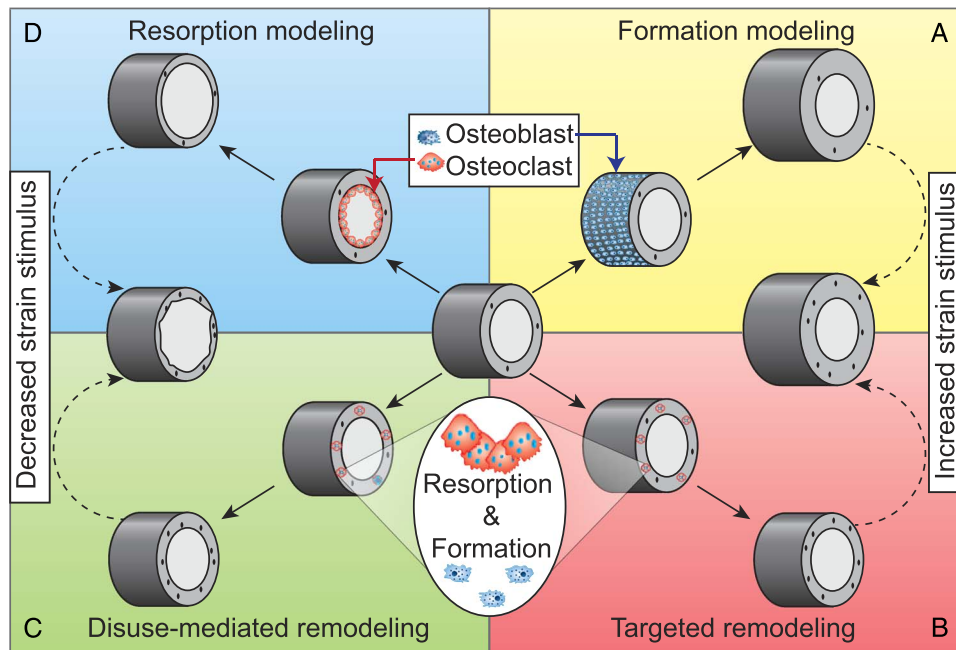 D
Resorption modeling
Formation modeling
A
Osteoblast
Osteoclast
Decreased strain stimulus
Increased strain stimulus
Resorption
&
Formation
C
Disuse-mediated remodeling
Targeted remodeling
B